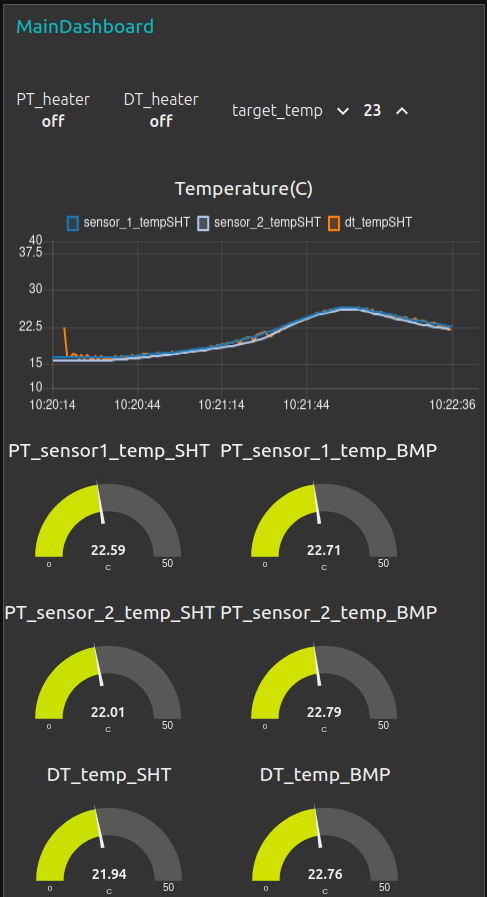 MainDashboard
PT_heater DT_heater
off off
target_temp 23
Temperature(C)
sensor_1_tempSHT sensor_2_tempSHT dt_tempSHT
40
37.5
30
22.5
15
10
10:20:14 10:20:44 10:21:14 10:21:44 10:22:36
PT_sensor1_temp_SHT PT_sensor_1_temp_BMP
22.59 22.71
0 50 0 50
C C
PT_sensor_2_temp_SHT PT_sensor_2_temp_BMP
22.01 22.79
0 50 0 50
C C
DT_temp_SHT DT_temp_BMP
21.94 22.76
0 50 0 50
C C